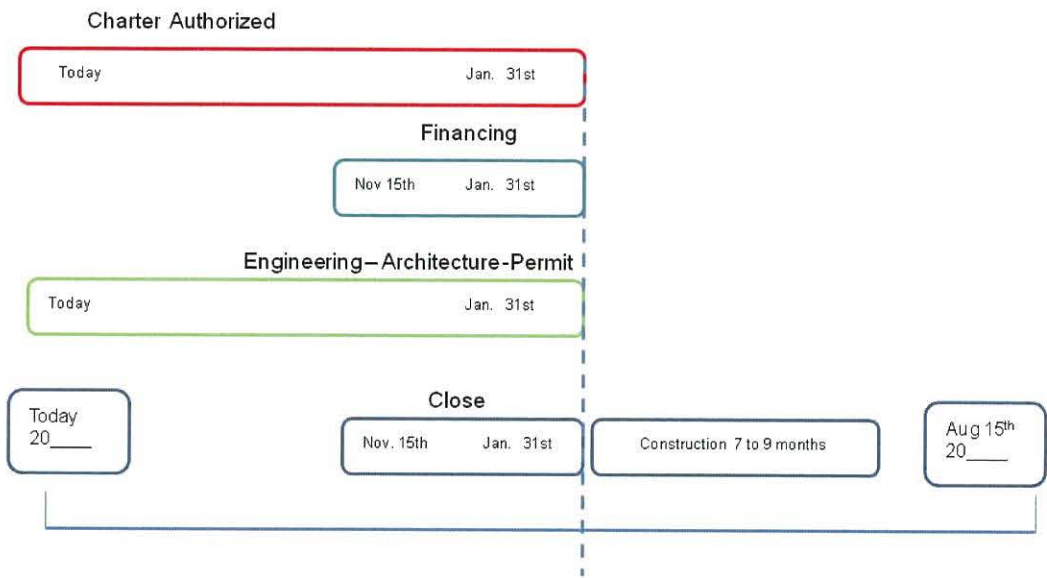 Charter Authorized
Today Jan. 31st
Financing
Nov 15th Jan. 31st
Engineering–Architecture-Permit
Today Jan. 31st
Close
Today
20____
Nov. 15th Jan. 31st
Construction 7 to 9 months
Aug 15th
20____